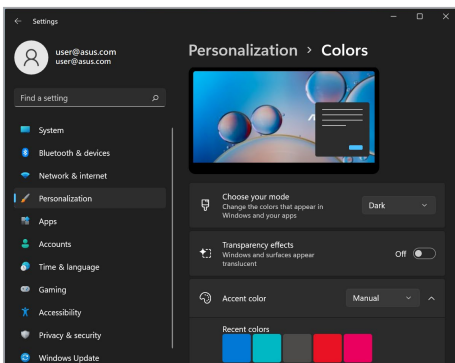 Settings
user@asus.com
user@asus.com
Find a setting
System
Bluetooth & devices
Network & internet
Personalization
Apps
Accounts
Time & language
Gaming
Accessibility
Privacy & security
Windows Update
Personalization > Colors
Choose your mode
Change the colors that appear in
Windows and your apps
Dark
Transparency effects
Windows and surfaces appear
translucent
Off
Accent color
Manual
Recent colors